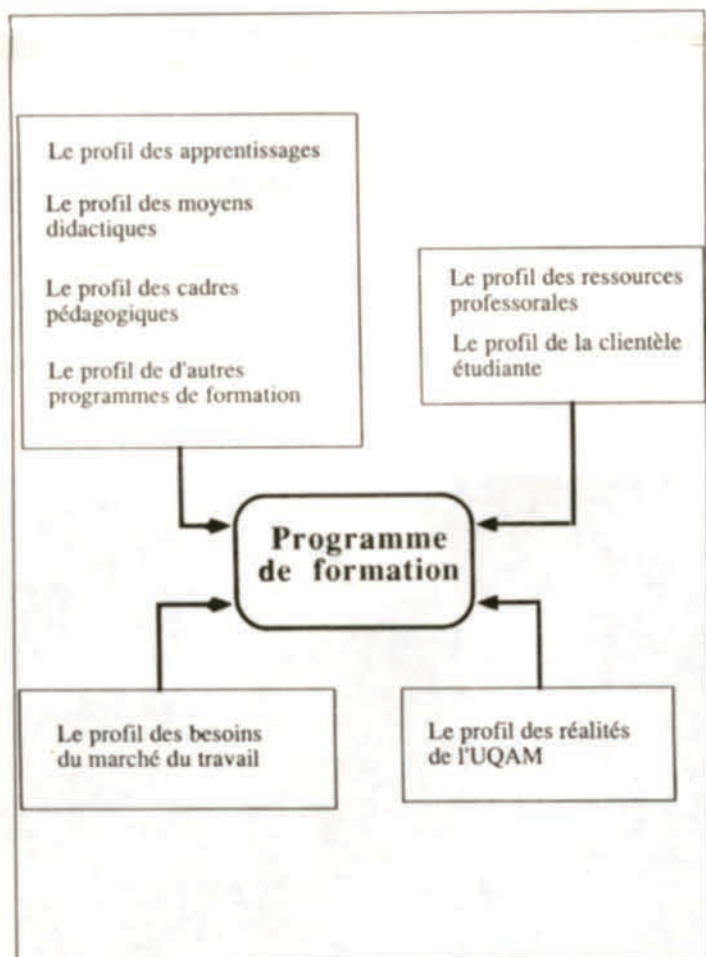 Le profil des apprentissages
Le profil des moyens
didactiques
Le profil des cadres
pédagogiques
Le profil de d'autres
programmes de formation
Le profil des ressources
professorales
Le profil de la clientèle
étudiante
Programme
de formation
Le profil des besoins
du marché du travail
Le profil des réalités
de l'UQAM